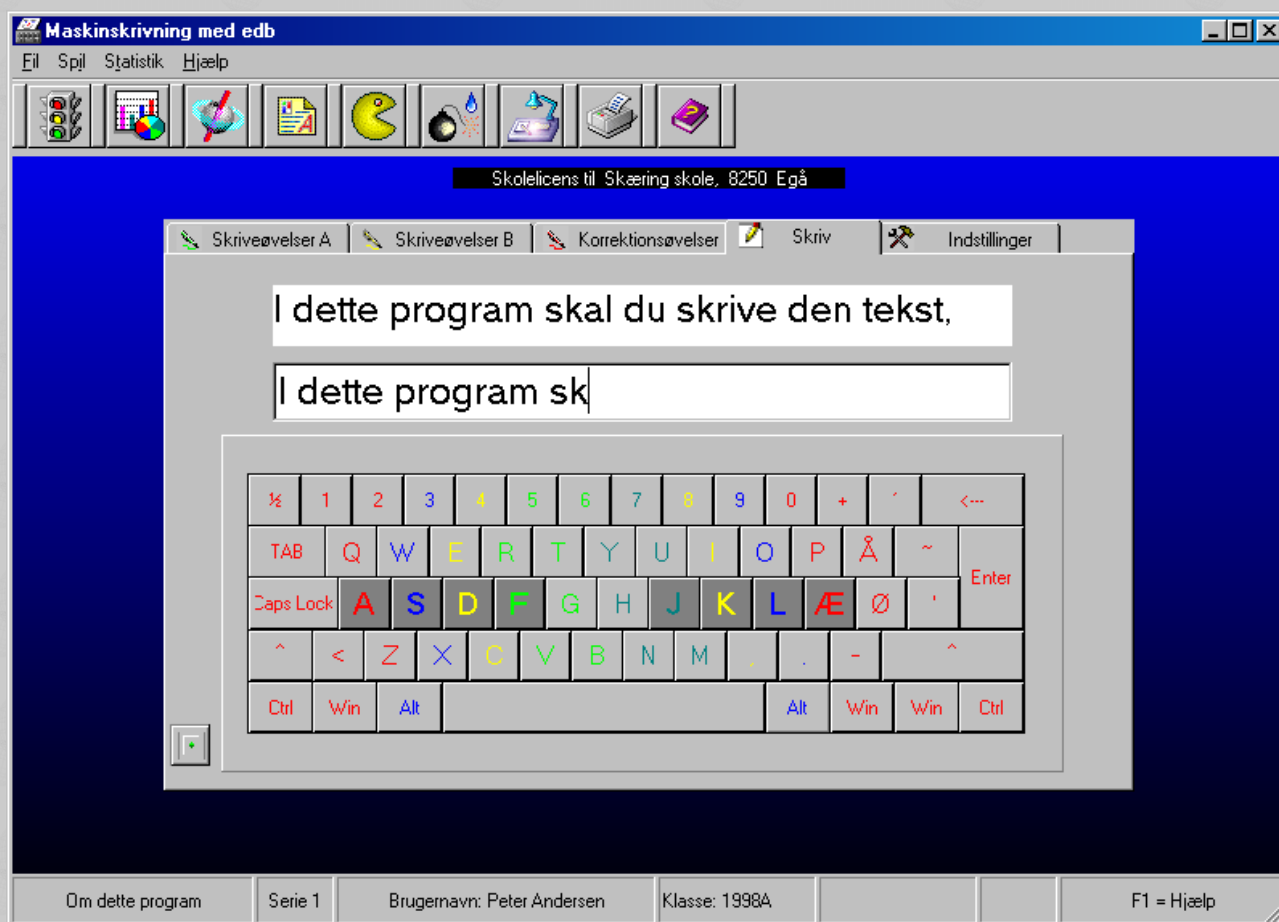 Maskinskrivning med edb
Fil Spil Statistik Hjælp
Skolelicens til Skæring skole, 8250 Egå
Skriveøvelser A Skriveøvelser B Korrektionsøvelser Skriv Indstillinger
I dette program skal du skrive den tekst,
I dette program sk
½ 1 2 3 4 5 6 7 8 9 0 + ´ <---
TAB Q W E R T Y U I O P Å ~
Enter
Caps Lock A S D F G H J K L Æ Ø '
^ < Z X C V B N M , . - ^
Ctrl Win Alt Alt Win Win Ctrl
Om dette program Serie 1 Brugernavn: Peter Andersen Klasse: 1998A F1 = Hjælp